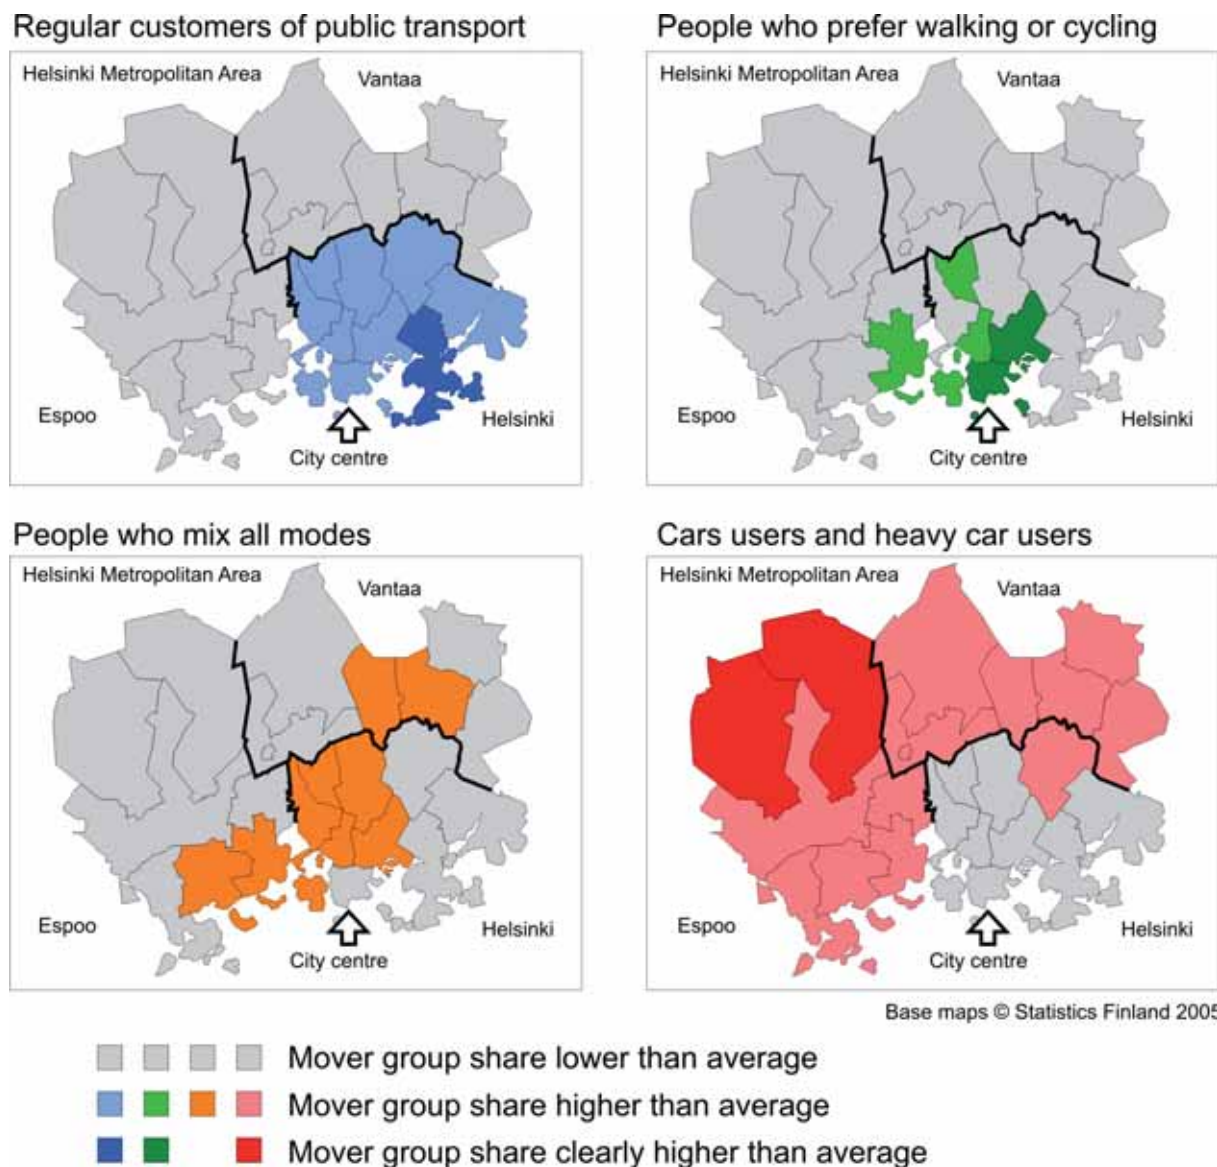 Regular customers of public transport
Helsinki Metropolitan Area
Vantaa
Espoo
Helsinki
City centre
People who prefer walking or cycling
Helsinki Metropolitan Area
Vantaa
Espoo
Helsinki
City centre
People who mix all modes
Helsinki Metropolitan Area
Vantaa
Espoo
Helsinki
City centre
Cars users and heavy car users
Helsinki Metropolitan Area
Vantaa
Espoo
Helsinki
City centre
Base maps © Statistics Finland 2005
Mover group share lower than average
Mover group share higher than average
Mover group share clearly higher than average